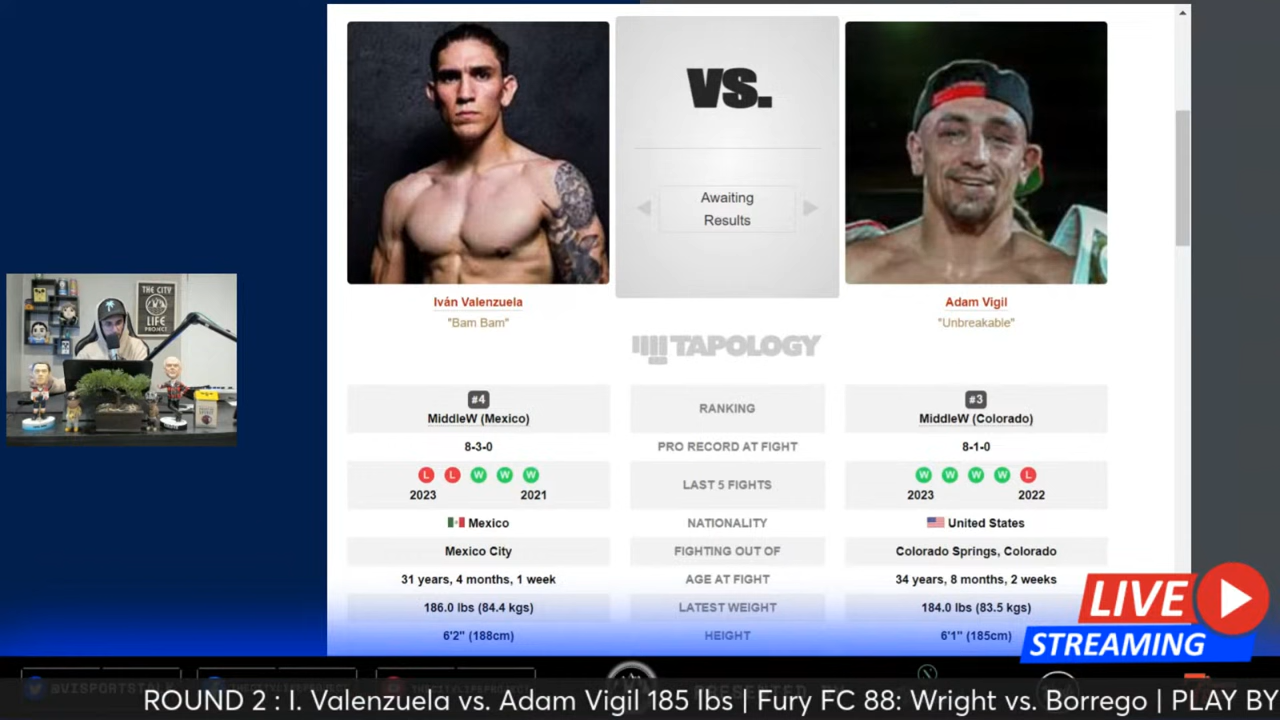 VS.
Awaiting
Results
Iván Valenzuela
"Bam Bam"
Adam Vigil
"Unbreakable"
TAPOLOGY
#4
MiddleW (Mexico)
RANKING
#3
MiddleW (Colorado)
8-3-0
PRO RECORD AT FIGHT
8-1-0
L L W W W
2023 2021
LAST 5 FIGHTS
W W W W L
2023 2022
Mexico
NATIONALITY
United States
Mexico City
FIGHTING OUT OF
Colorado Springs, Colorado
31 years, 4 months, 1 week
AGE AT FIGHT
34 years, 8 months, 2 weeks
186.0 lbs (84.4 kgs)
LATEST WEIGHT
184.0 lbs (83.5 kgs)
6'2" (188cm)
HEIGHT
6'1" (185cm)
THE CITY
LIFE
PROJECT
LIVE
STREAMING
ROUND 2 : I. Valenzuela vs. Adam Vigil 185 lbs | Fury FC 88: Wright vs. Borrego | PLAY BY